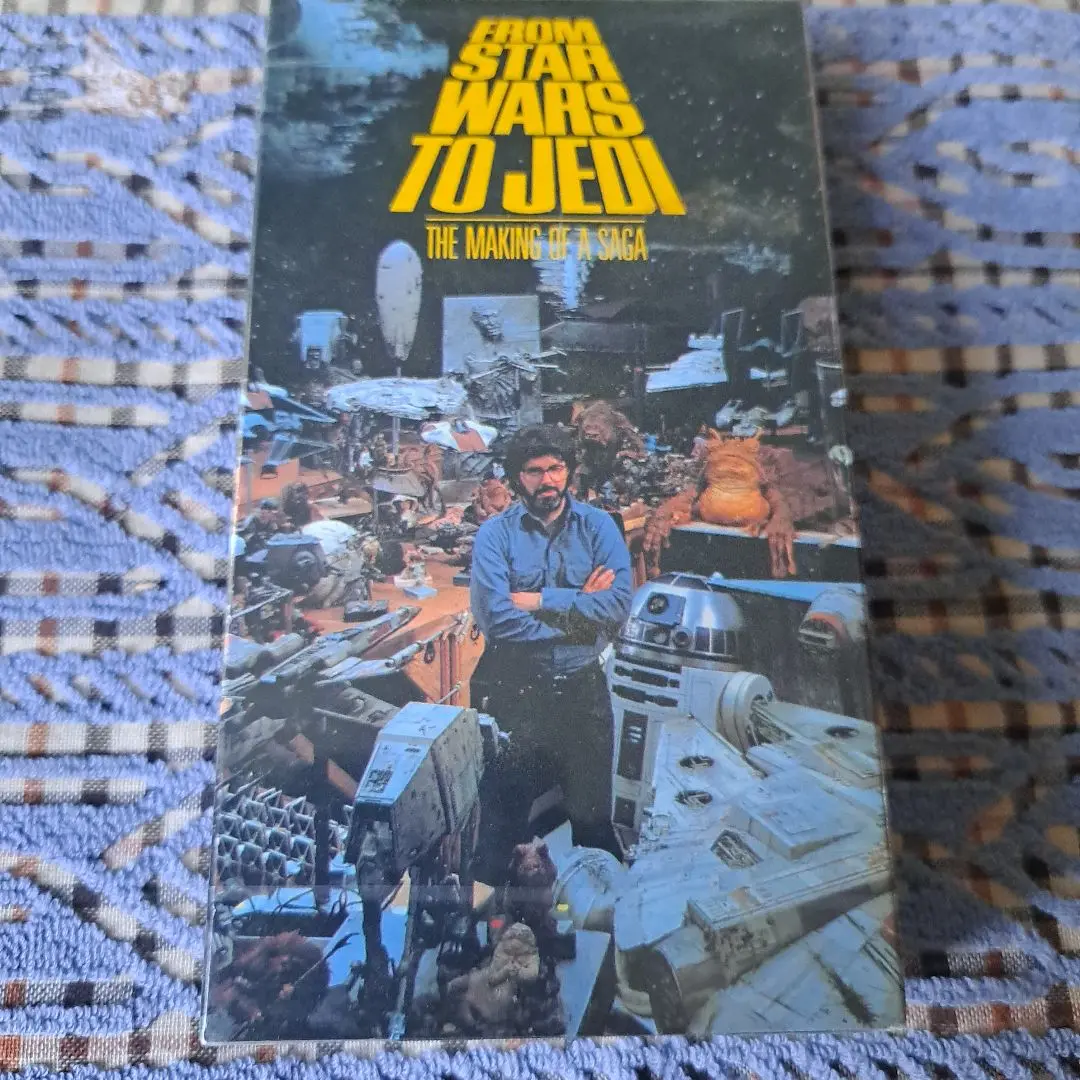 FROM
STAR
WARS
TO JEDI
THE MAKING OF A SAGA